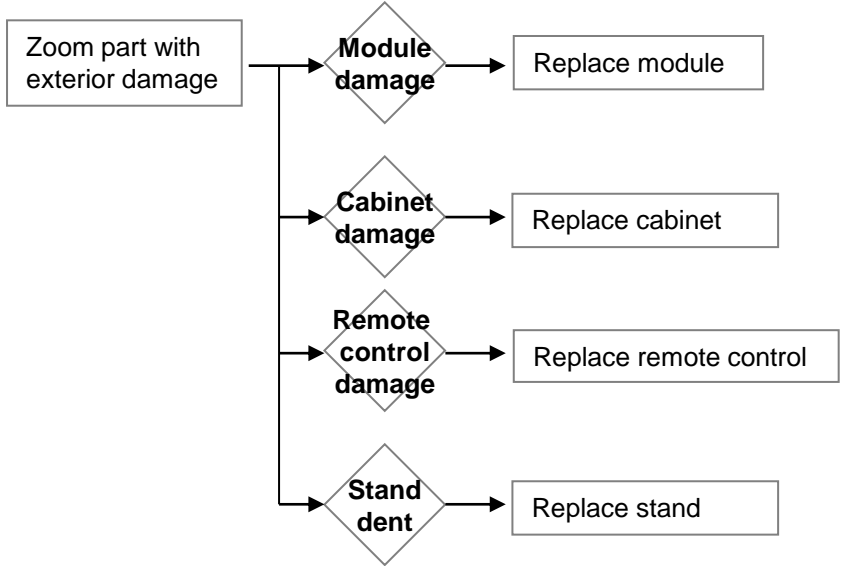 Zoom part with
exterior damage
Module
damage
Replace module
Cabinet
damage
Replace cabinet
Remote
control
damage
Replace remote control
Stand
dent
Replace stand